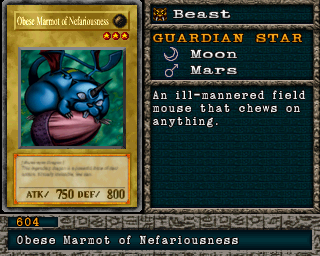 Obese Marmot of Nefariousness
ATK/ 750 DEF/ 800
Beast
GUARDIAN STAR
Moon
Mars
An ill-mannered field
mouse that chews on
anything.
604
Obese Marmot of Nefariousness